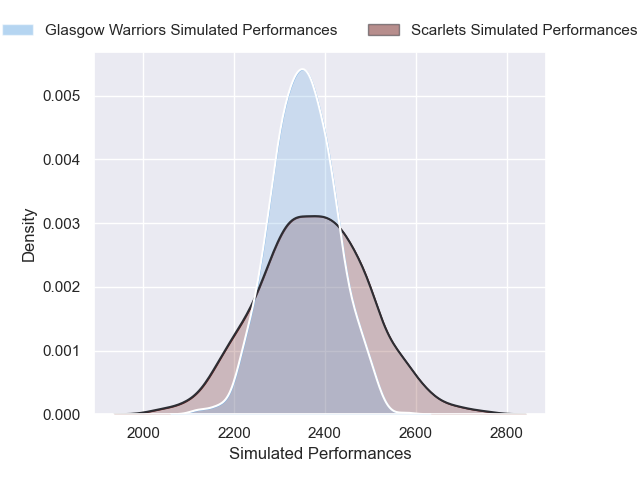 Glasgow Warriors Simulated Performances Scarlets Simulated Performances
0.005
0.004
0.003
0.002
0.001
0.000
Density
2000 2200 2400 2600 2800
Simulated Performances